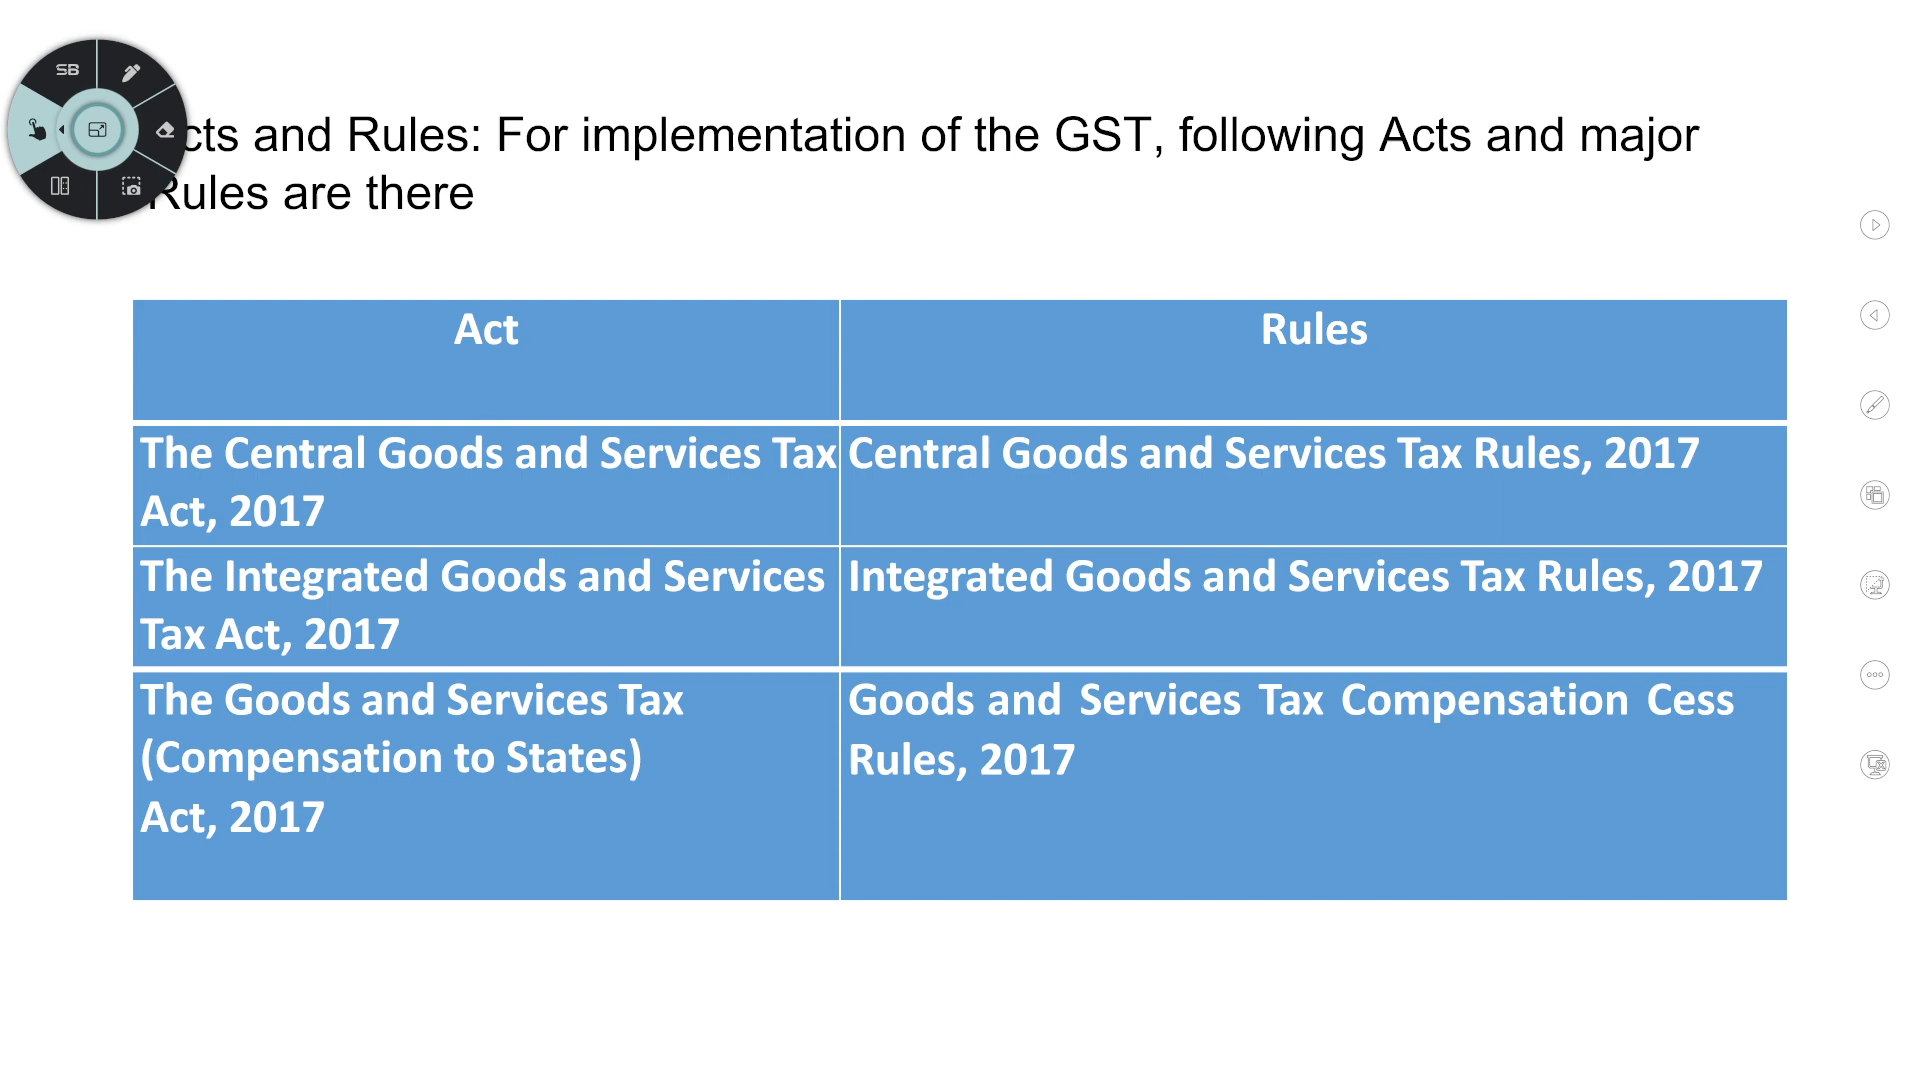 SB
cts and Rules: For implementation of the GST, following Acts and major
Rules are there
Act
Rules
The Central Goods and Services Tax
Act, 2017
Central Goods and Services Tax Rules, 2017
The Integrated Goods and Services
Tax Act, 2017
Integrated Goods and Services Tax Rules, 2017
The Goods and Services Tax
(Compensation to States)
Act, 2017
Goods and Services Tax Compensation Cess
Rules, 2017